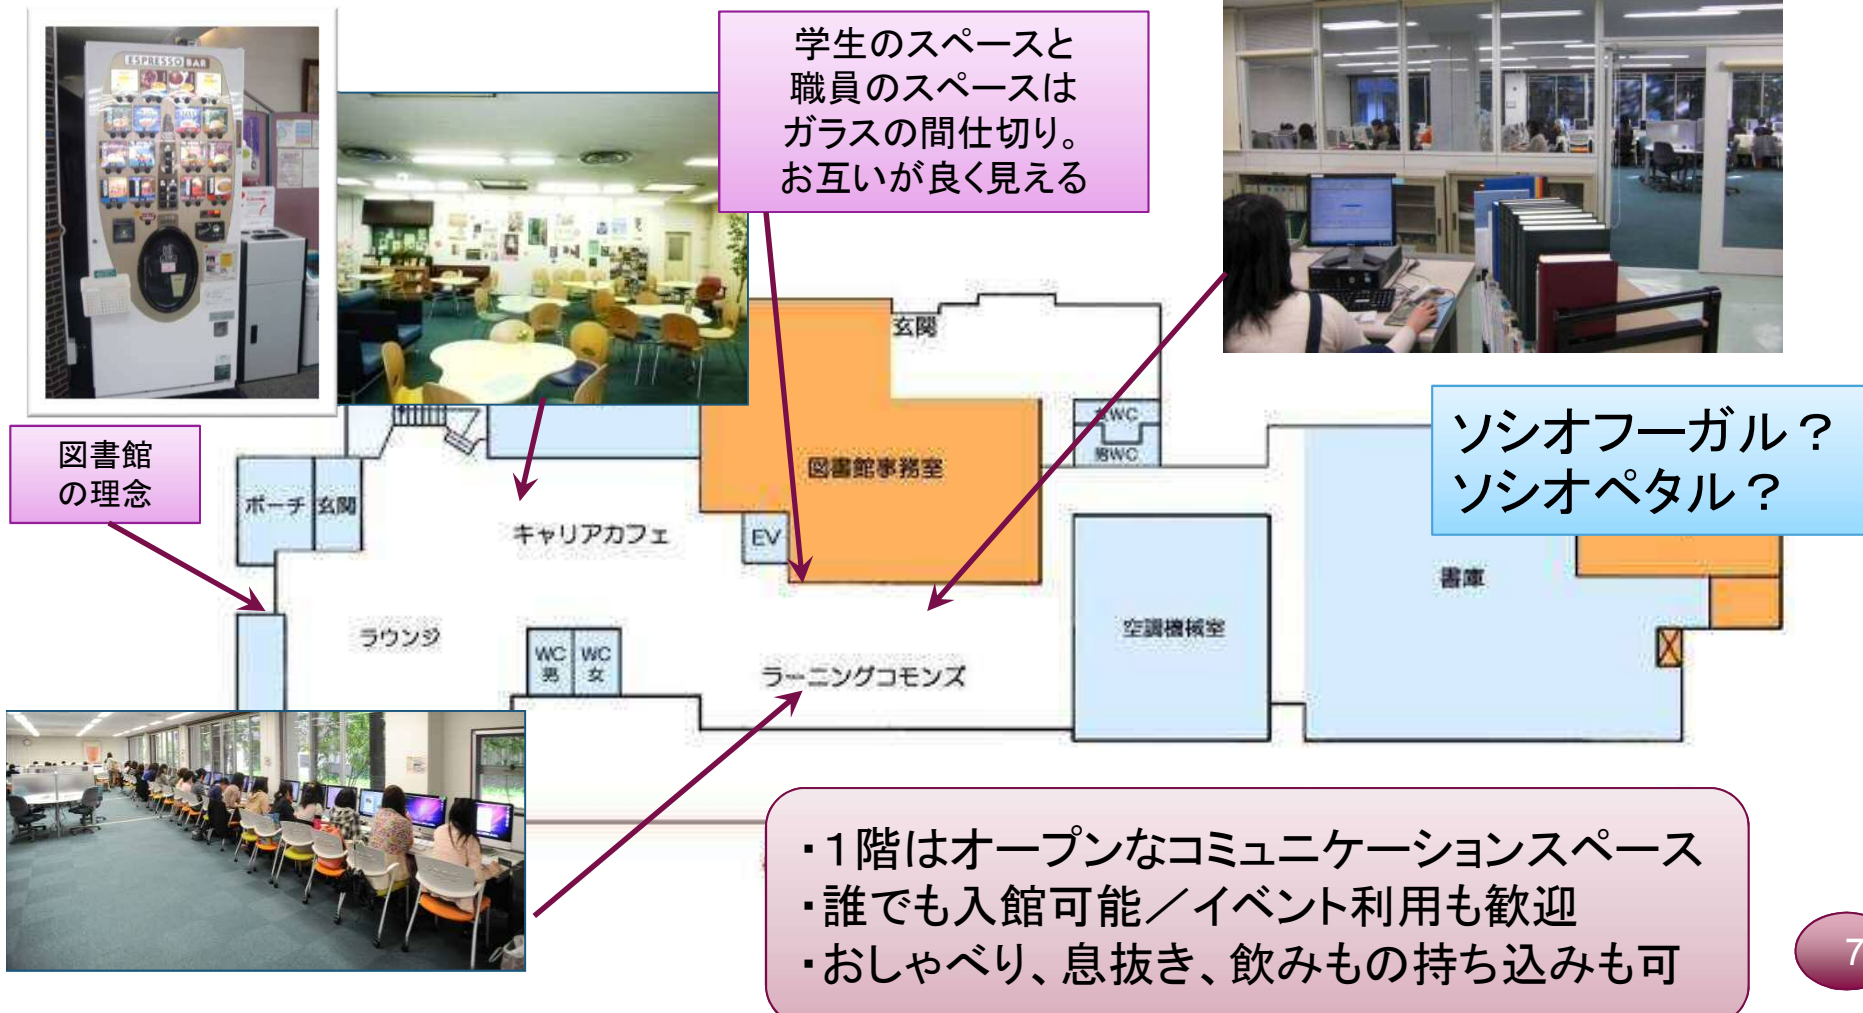 ESPRESSO BAR
学生のスペースと
職員のスペースは
ガラスの間仕切り。
お互いが良く見える
玄関
女WC
男WC
ソシオフーガル？
ソシオペタル？
図書館
の理念
図書館事務室
ポーチ
玄関
キャリアカフェ
EV
書庫
ラウンジ
WC
男
WC
女
空調機械室
ラーニングコモンズ
・１階はオープンなコミュニケーションスペース
・誰でも入館可能／イベント利用も歓迎
・おしゃべり、息抜き、飲みもの持ち込みも可
7